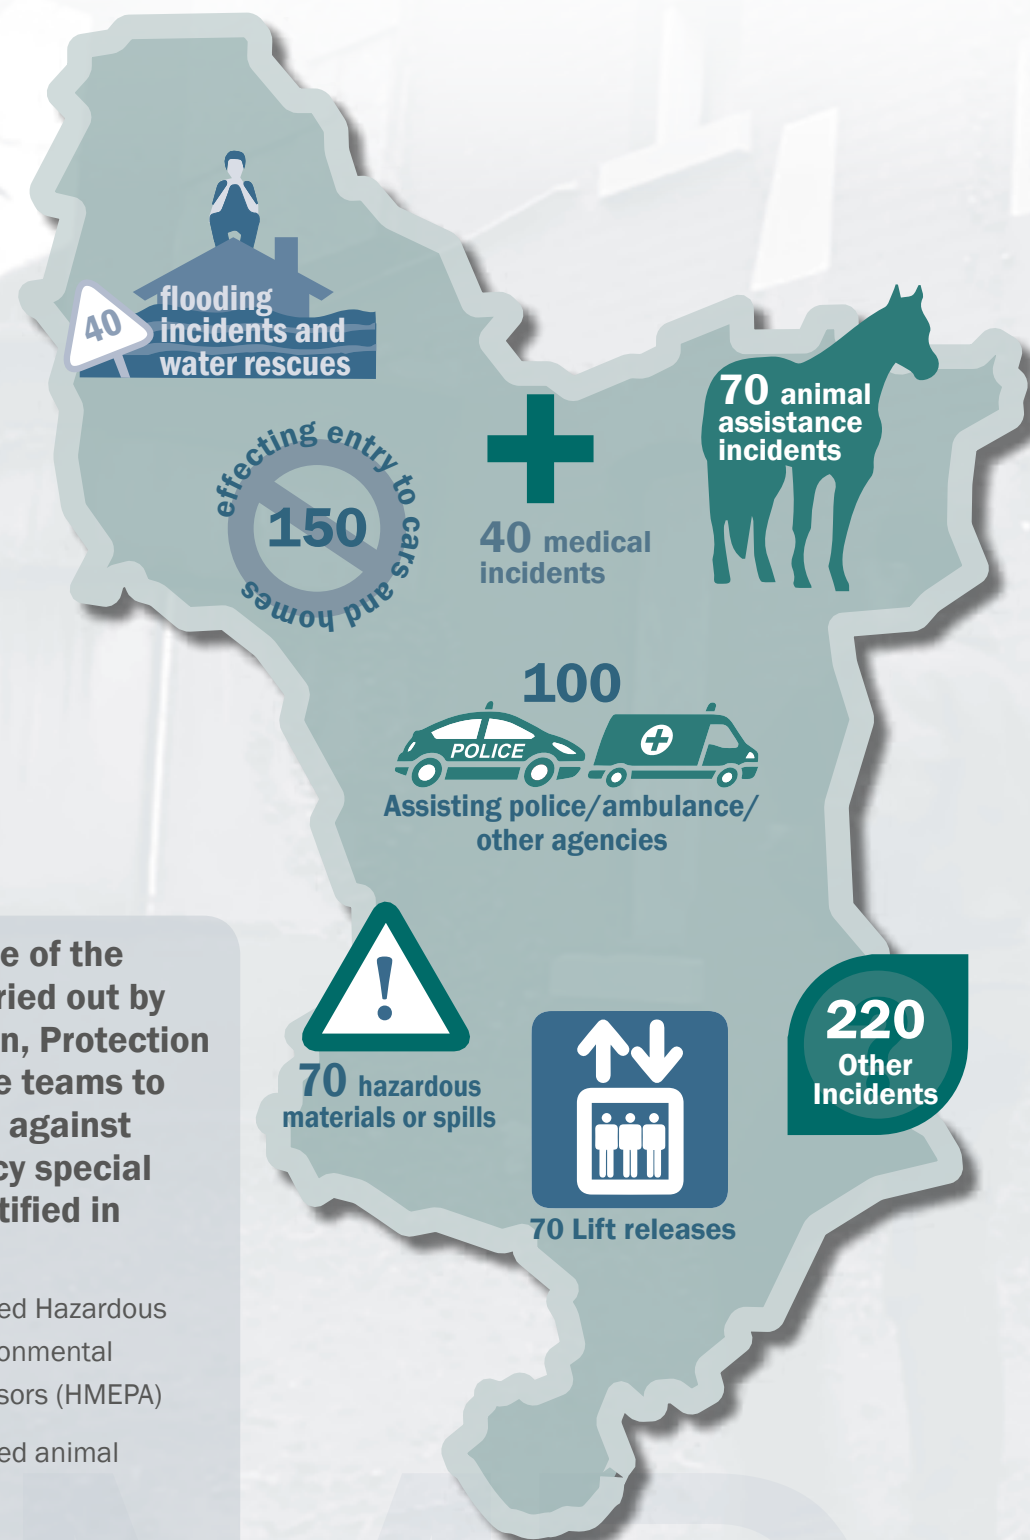 40
flooding
incidents and
water rescues
effecting entry to cars and homes
150
40 medical
incidents
70 animal
assistance
incidents
100
POLICE
Assisting police/ambulance/
other agencies
70 hazardous
materials or spills
70 Lift releases
220
Other
Incidents
e of the
ried out by
n, Protection
e teams to
against
cy special
tified in
ed Hazardous
onmental
sors (HMEPA)
ed animal